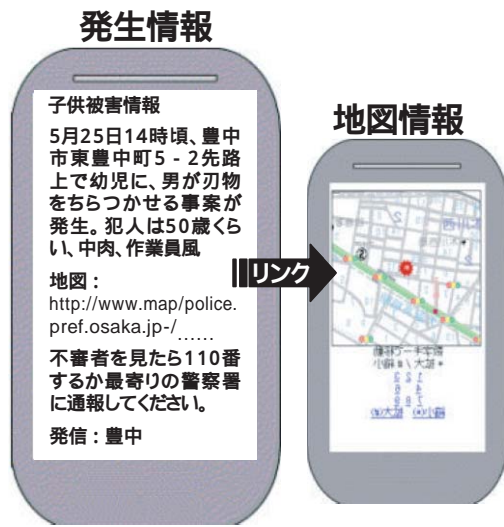 発生情報
子供被害情報
5月25日14時頃、豊中
市東豊中町5-2先路
上で幼児に、男が刃物
をちらつかせる事案が
発生。犯人は50歳くら
い、中肉、作業員風
地図：
http://www.map/police.
pref.osaka.jp-/......
不審者を見たら110番
するか最寄りの警察署
に通報してください。
発信：豊中
リンク
地図情報